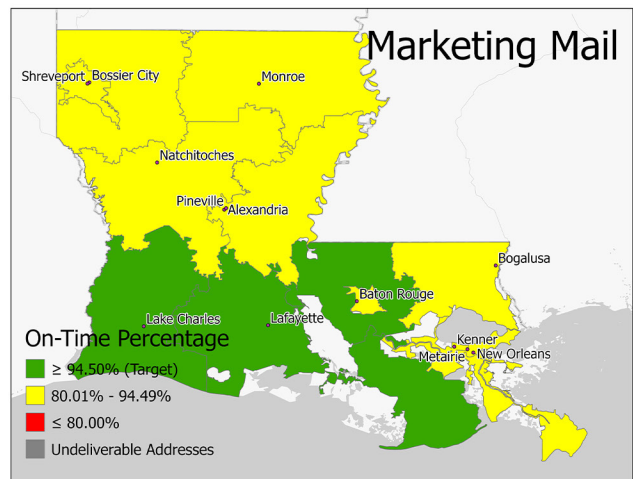 Marketing Mail
Shreveport
Bossier City
Monroe
Natchitoches
Pineville
Alexandria
Bogalusa
Baton Rouge
Lake Charles
Lafayette
Kenner
Metairie
New Orleans
On-Time Percentage
≥ 94.50% (Target)
80.01% - 94.49%
≤ 80.00%
Undeliverable Addresses